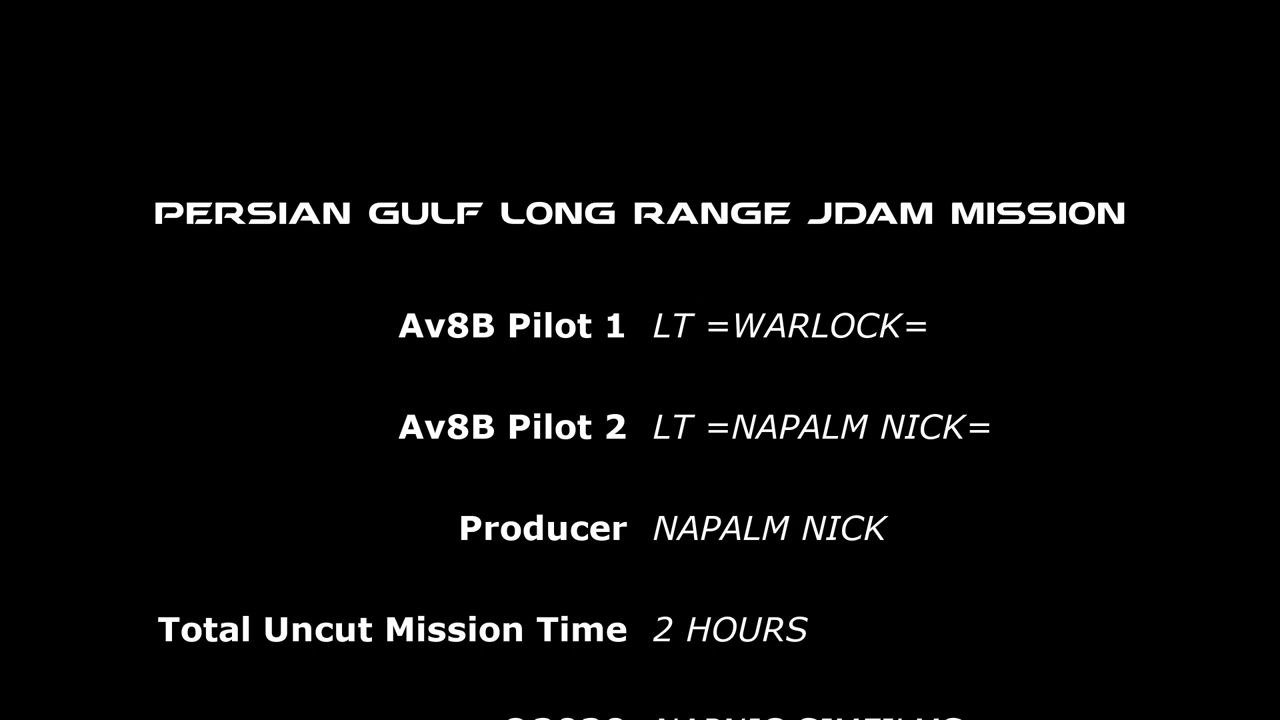 PERSIAN GULF LONG RANGE JDAM MISSION
Av8B Pilot 1 LT =WARLOCK=
Av8B Pilot 2 LT =NAPALM NICK=
Producer NAPALM NICK
Total Uncut Mission Time 2 HOURS